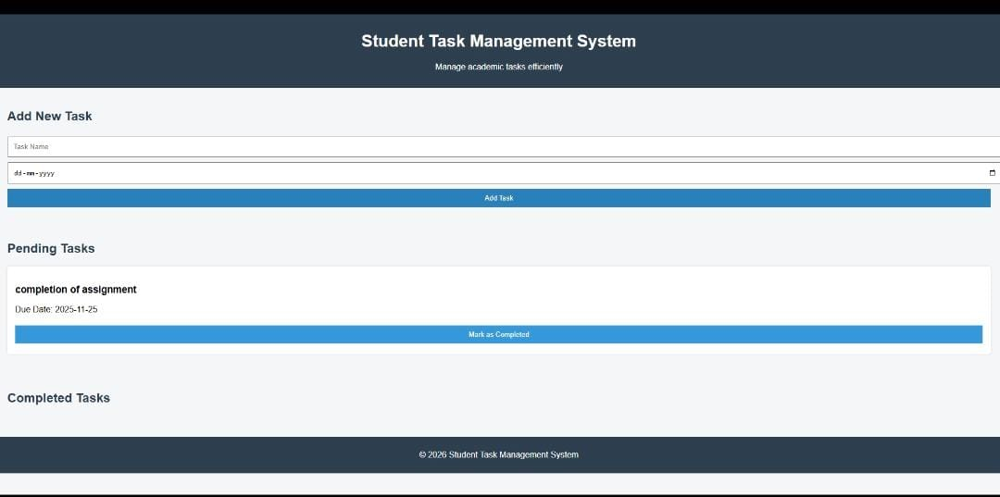 Student Task Management System
Manage academic tasks efficiently
Add New Task
Task Name
dd-mm-yyyy
Add Task
Pending Tasks
completion of assignment
Due Date: 2025-11-25
Mark as Completed
Completed Tasks
© 2026 Student Task Management System